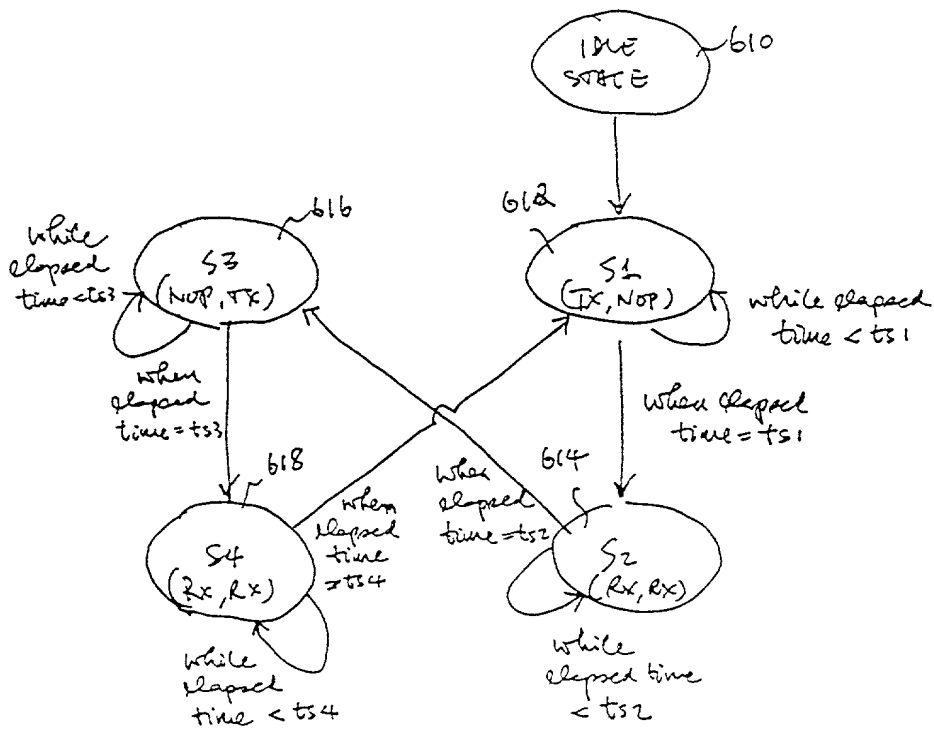 IDLE
STATE
610
616
612
while
elapsed
time < ts3
S3
(NOP, TX)
S1
(TX, NOP)
while elapsed
time < ts1
when
elapsed
time = ts3
when elapsed
time = ts1
618
614
when
elapsed
time = ts2
when
elapsed
time
= ts4
S4
(RX, RX)
S2
(RX, RX)
while
elapsed
time < ts4
while
elapsed time
< ts2